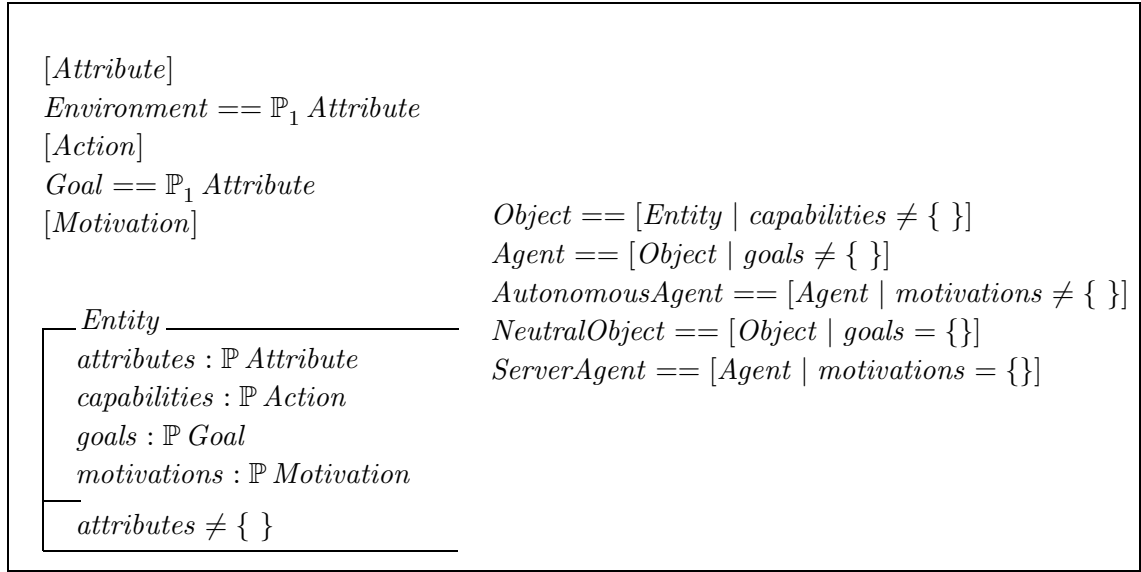 [Attribute]
Environment == ℙ₁ Attribute
[Action]
Goal == ℙ₁ Attribute
[Motivation]
Entity
attributes : ℙ Attribute
capabilities : ℙ Action
goals : ℙ Goal
motivations : ℙ Motivation
attributes ≠ { }
Object == [Entity | capabilities ≠ { }]
Agent == [Object | goals ≠ { }]
AutonomousAgent == [Agent | motivations ≠ { }]
NeutralObject == [Object | goals = {}]
ServerAgent == [Agent | motivations = {}]